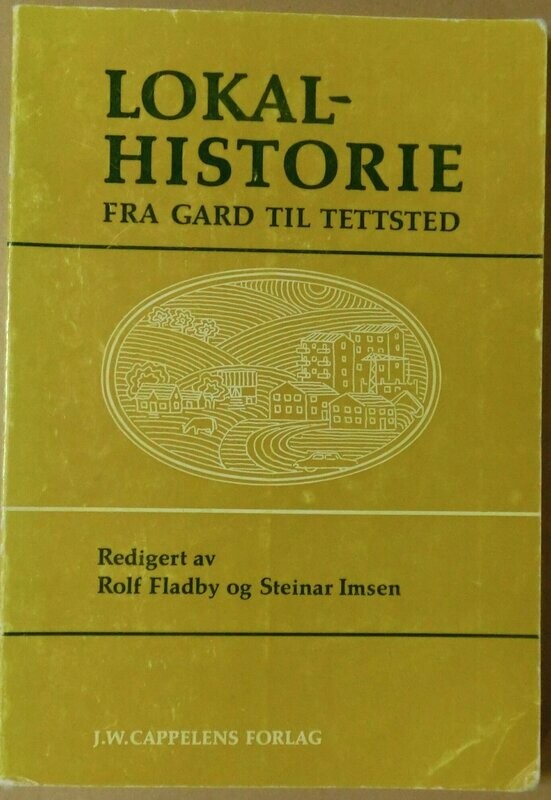 LOKAL-
HISTORIE
FRA GARD TIL TETTSTED
Redigert av
Rolf Fladby og Steinar Imsen
J.W.CAPPELENS FORLAG